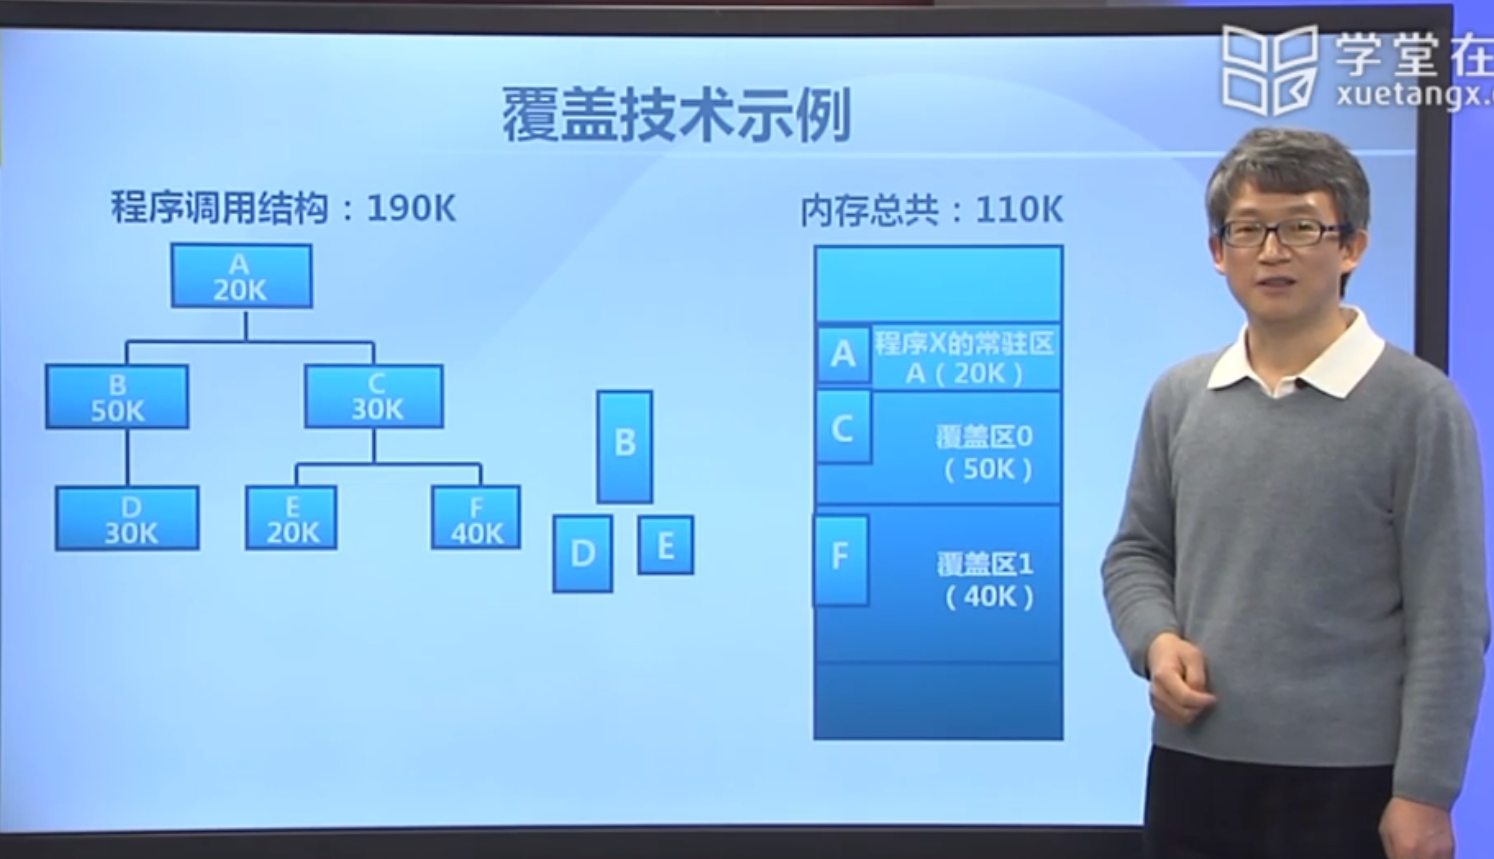 学堂在
xuetangx.
覆盖技术示例
程序调用结构：190K
A
20K
B
50K
C
30K
D
30K
E
20K
F
40K
B
D
E
内存总共：110K
A
程序X的常驻区
A（20K）
C
覆盖区0
（50K）
F
覆盖区1
（40K）